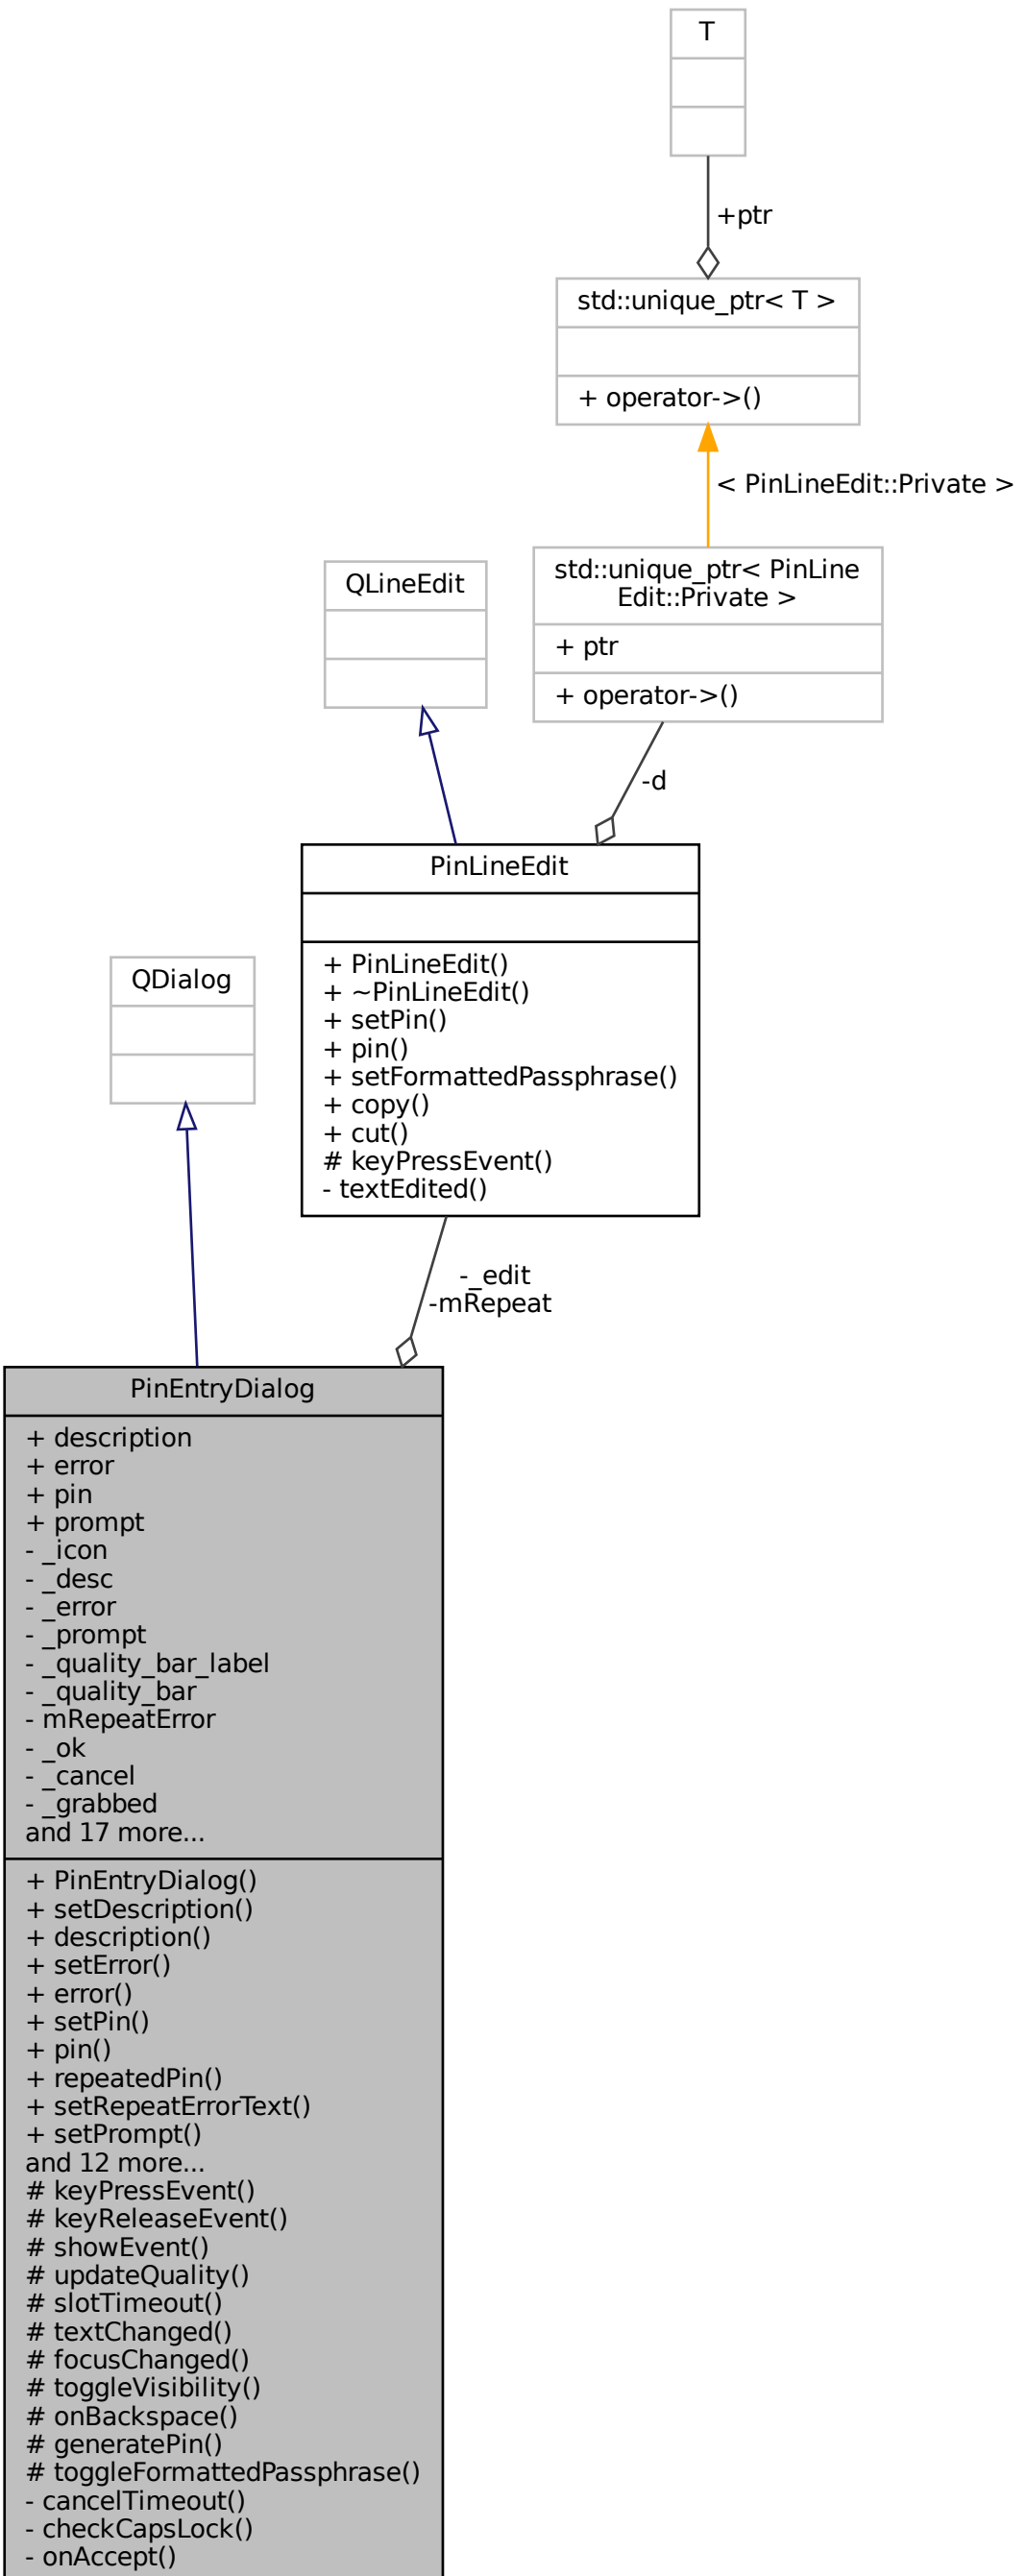 T
+ptr
std::unique_ptr< T >
+ operator->()
< PinLineEdit::Private >
std::unique_ptr< PinLine
Edit::Private >
+ ptr
+ operator->()
QLineEdit
-d
PinLineEdit
+ PinLineEdit()
+ ~PinLineEdit()
+ setPin()
+ pin()
+ setFormattedPassphrase()
+ copy()
+ cut()
# keyPressEvent()
- textEdited()
QDialog
-_edit
-mRepeat
PinEntryDialog
+ description
+ error
+ pin
+ prompt
- _icon
- _desc
- _error
- _prompt
- _quality_bar_label
- _quality_bar
- mRepeatError
- _ok
- _cancel
- _grabbed
and 17 more...
+ PinEntryDialog()
+ setDescription()
+ description()
+ setError()
+ error()
+ setPin()
+ pin()
+ repeatedPin()
+ setRepeatErrorText()
+ setPrompt()
and 12 more...
# keyPressEvent()
# keyReleaseEvent()
# showEvent()
# updateQuality()
# slotTimeout()
# textChanged()
# focusChanged()
# toggleVisibility()
# onBackspace()
# generatePin()
# toggleFormattedPassphrase()
- cancelTimeout()
- checkCapsLock()
- onAccept()